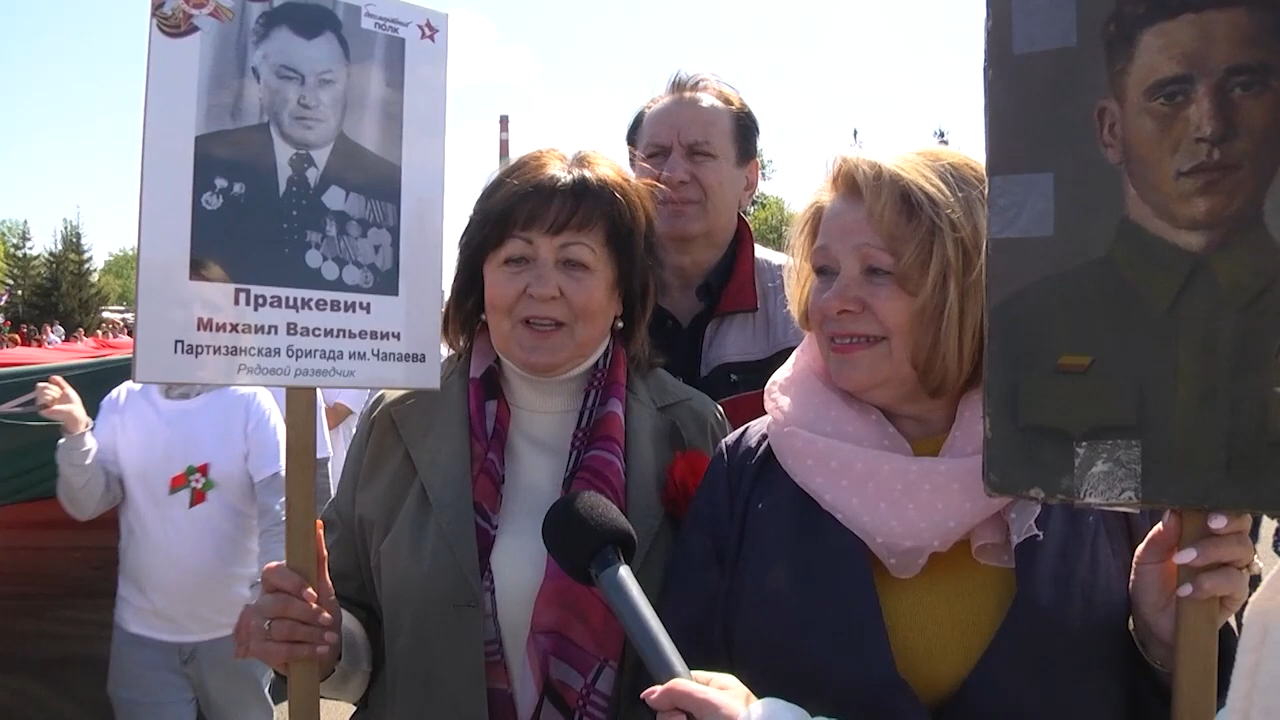 Бессмертный
ПОЛК
Працкевич
Михаил Васильевич
Партизанская бригада им.Чапаева
Рядовой разведчик